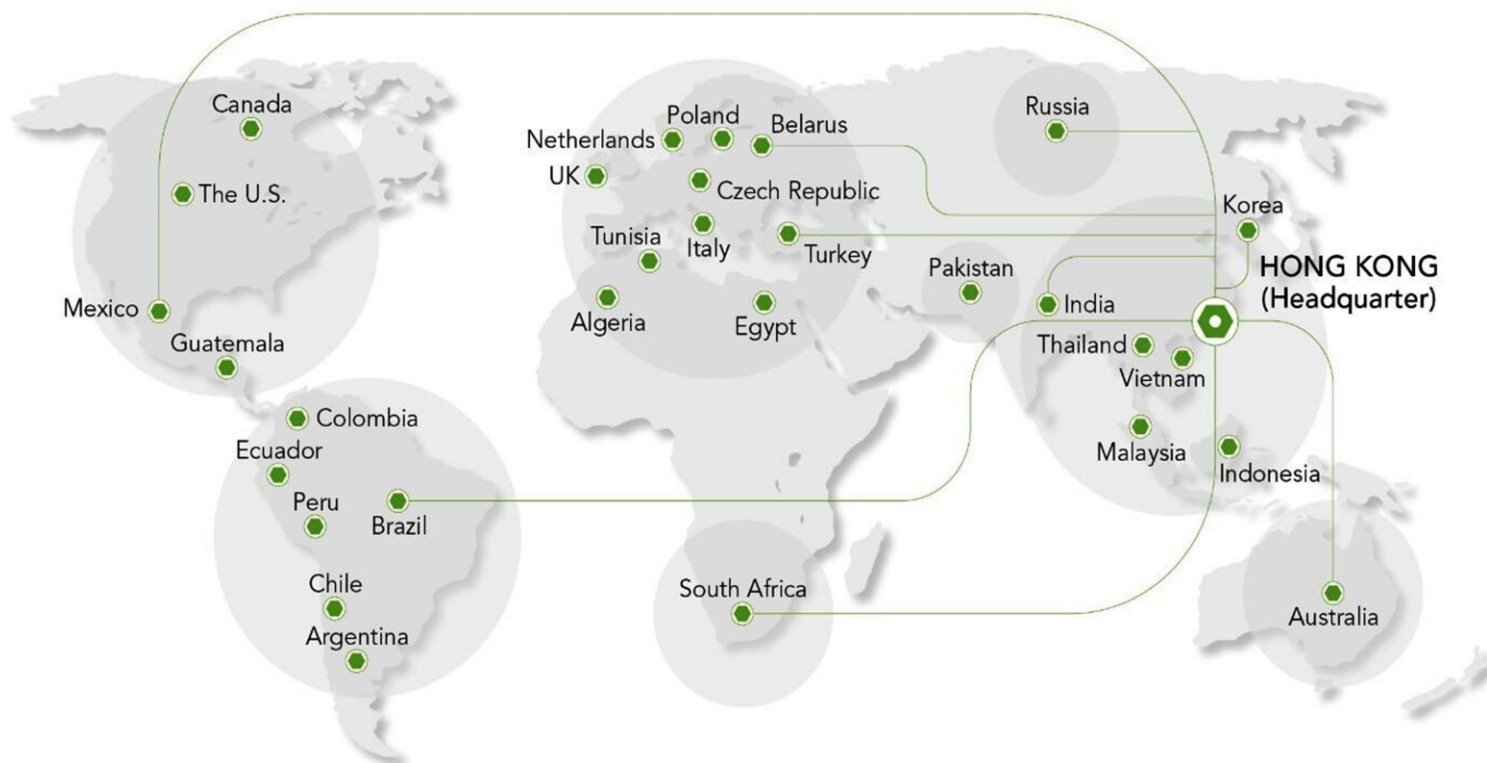 Canada
The U.S.
Mexico
Guatemala
Colombia
Ecuador
Peru
Brazil
Chile
Argentina
Netherlands
Poland
Belarus
UK
Czech Republic
Italy
Tunisia
Turkey
Algeria
Egypt
South Africa
Russia
Pakistan
India
Korea
HONG KONG
(Headquarter)
Thailand
Vietnam
Malaysia
Indonesia
Australia